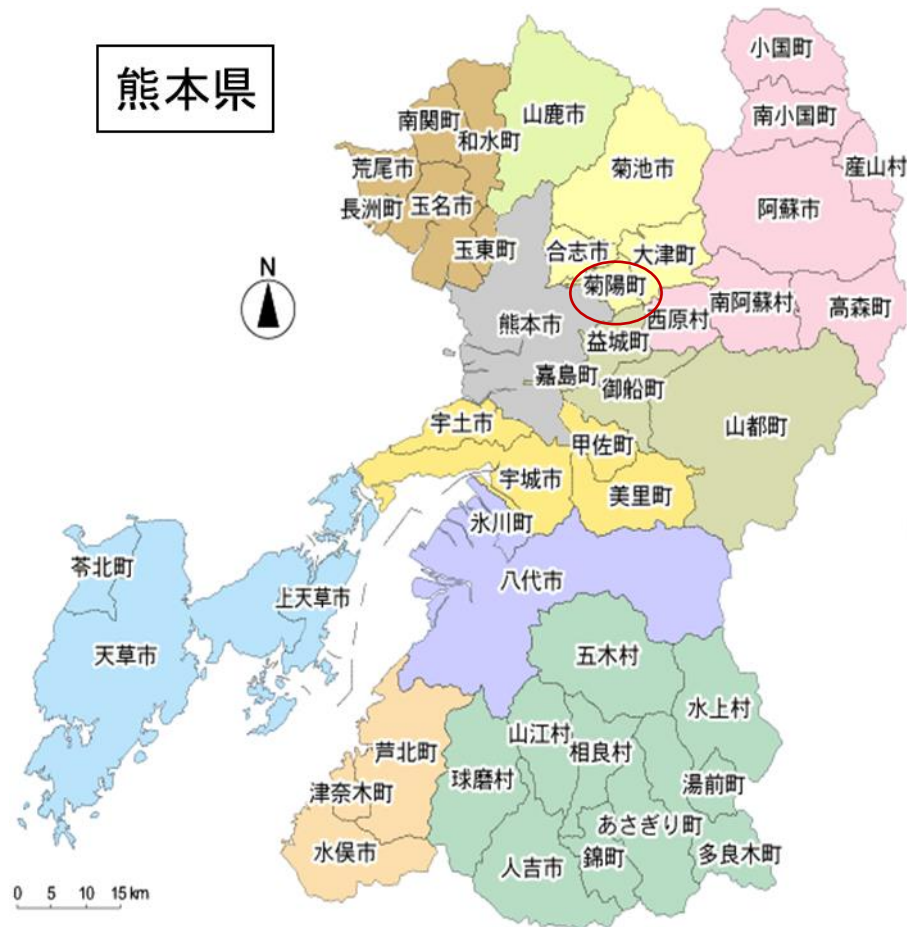 熊本県
小国町
南小国町
産山村
山鹿市
南関町
和水町
荒尾市
菊池市
長洲町
玉名市
阿蘇市
玉東町
合志市
大津町
N
菊陽町
南阿蘇村
高森町
西原村
熊本市
益城町
嘉島町
御船町
宇土市
山都町
甲佐町
宇城市
美里町
氷川町
苓北町
八代市
上天草市
天草市
五木村
水上村
山江村
相良村
芦北町
球磨村
湯前町
津奈木町
あさぎり町
水俣市
多良木町
錦町
人吉市
0 5 10 15km